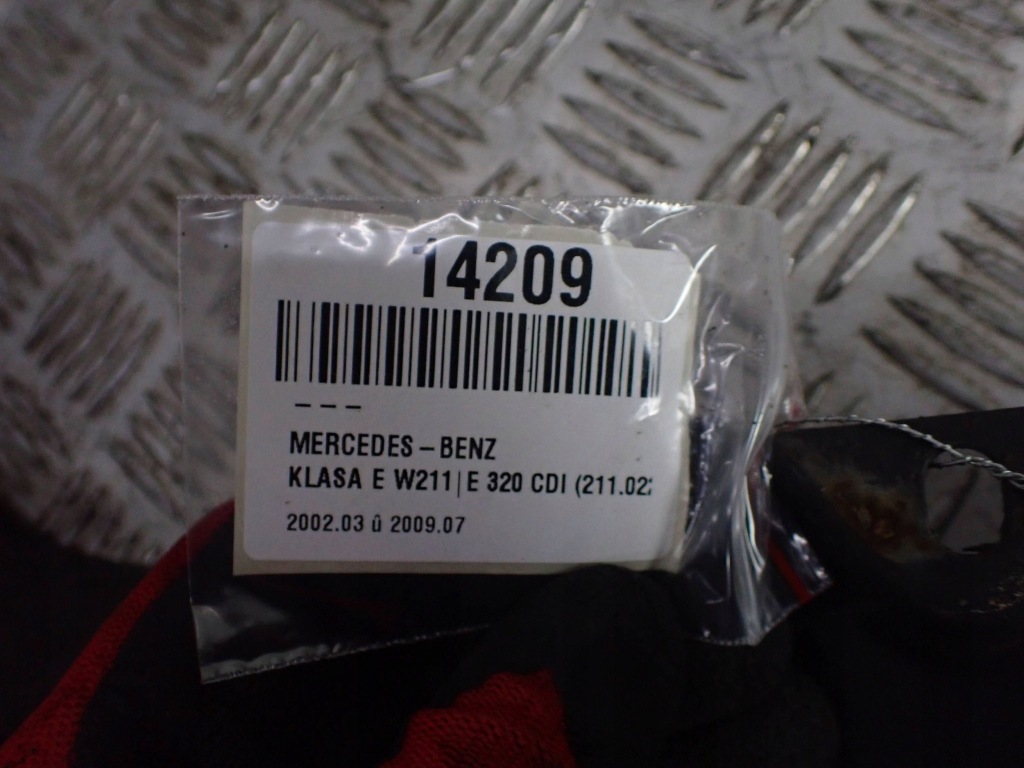 14209
– – –
MERCEDES-BENZ
KLASA E W211|E 320 CDI (211.02
2002.03 û 2009.07